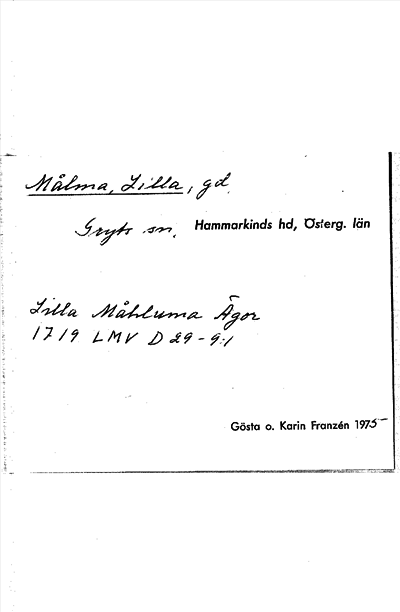 Målma, Lilla, gd
Gryts sn. Hammarkinds hd, Österg. län
Lilla Måhluma Ägor
1719 LMV D 29-9:1
Gösta o. Karin Franzén 1975